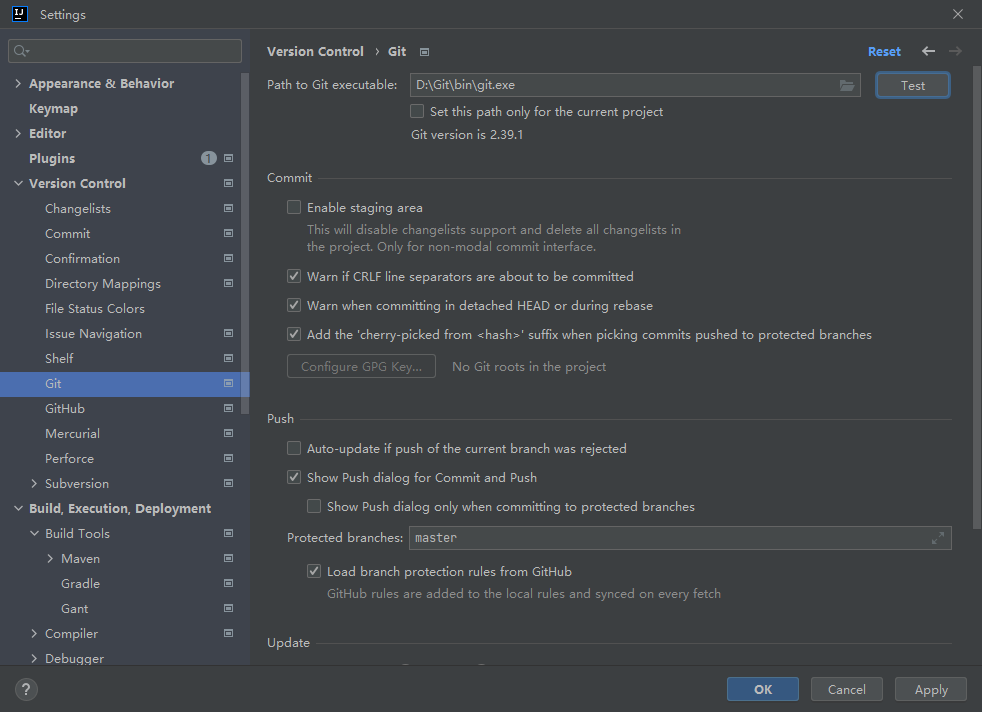 IJ
Settings
Appearance & Behavior
Keymap
Editor
Plugins 1
Version Control
Changelists
Commit
Confirmation
Directory Mappings
File Status Colors
Issue Navigation
Shelf
Git
GitHub
Mercurial
Perforce
Subversion
Build, Execution, Deployment
Build Tools
Maven
Gradle
Gant
Compiler
Debugger
Version Control › Git
Reset
Path to Git executable: D:\Git\bin\git.exe Test
Set this path only for the current project
Git version is 2.39.1
Commit
Enable staging area
This will disable changelists support and delete all changelists in
the project. Only for non-modal commit interface.
Warn if CRLF line separators are about to be committed
Warn when committing in detached HEAD or during rebase
Add the 'cherry-picked from <hash>' suffix when picking commits pushed to protected branches
Configure GPG Key... No Git roots in the project
Push
Auto-update if push of the current branch was rejected
Show Push dialog for Commit and Push
Show Push dialog only when committing to protected branches
Protected branches: master
Load branch protection rules from GitHub
GitHub rules are added to the local rules and synced on every fetch
Update
? OK Cancel Apply